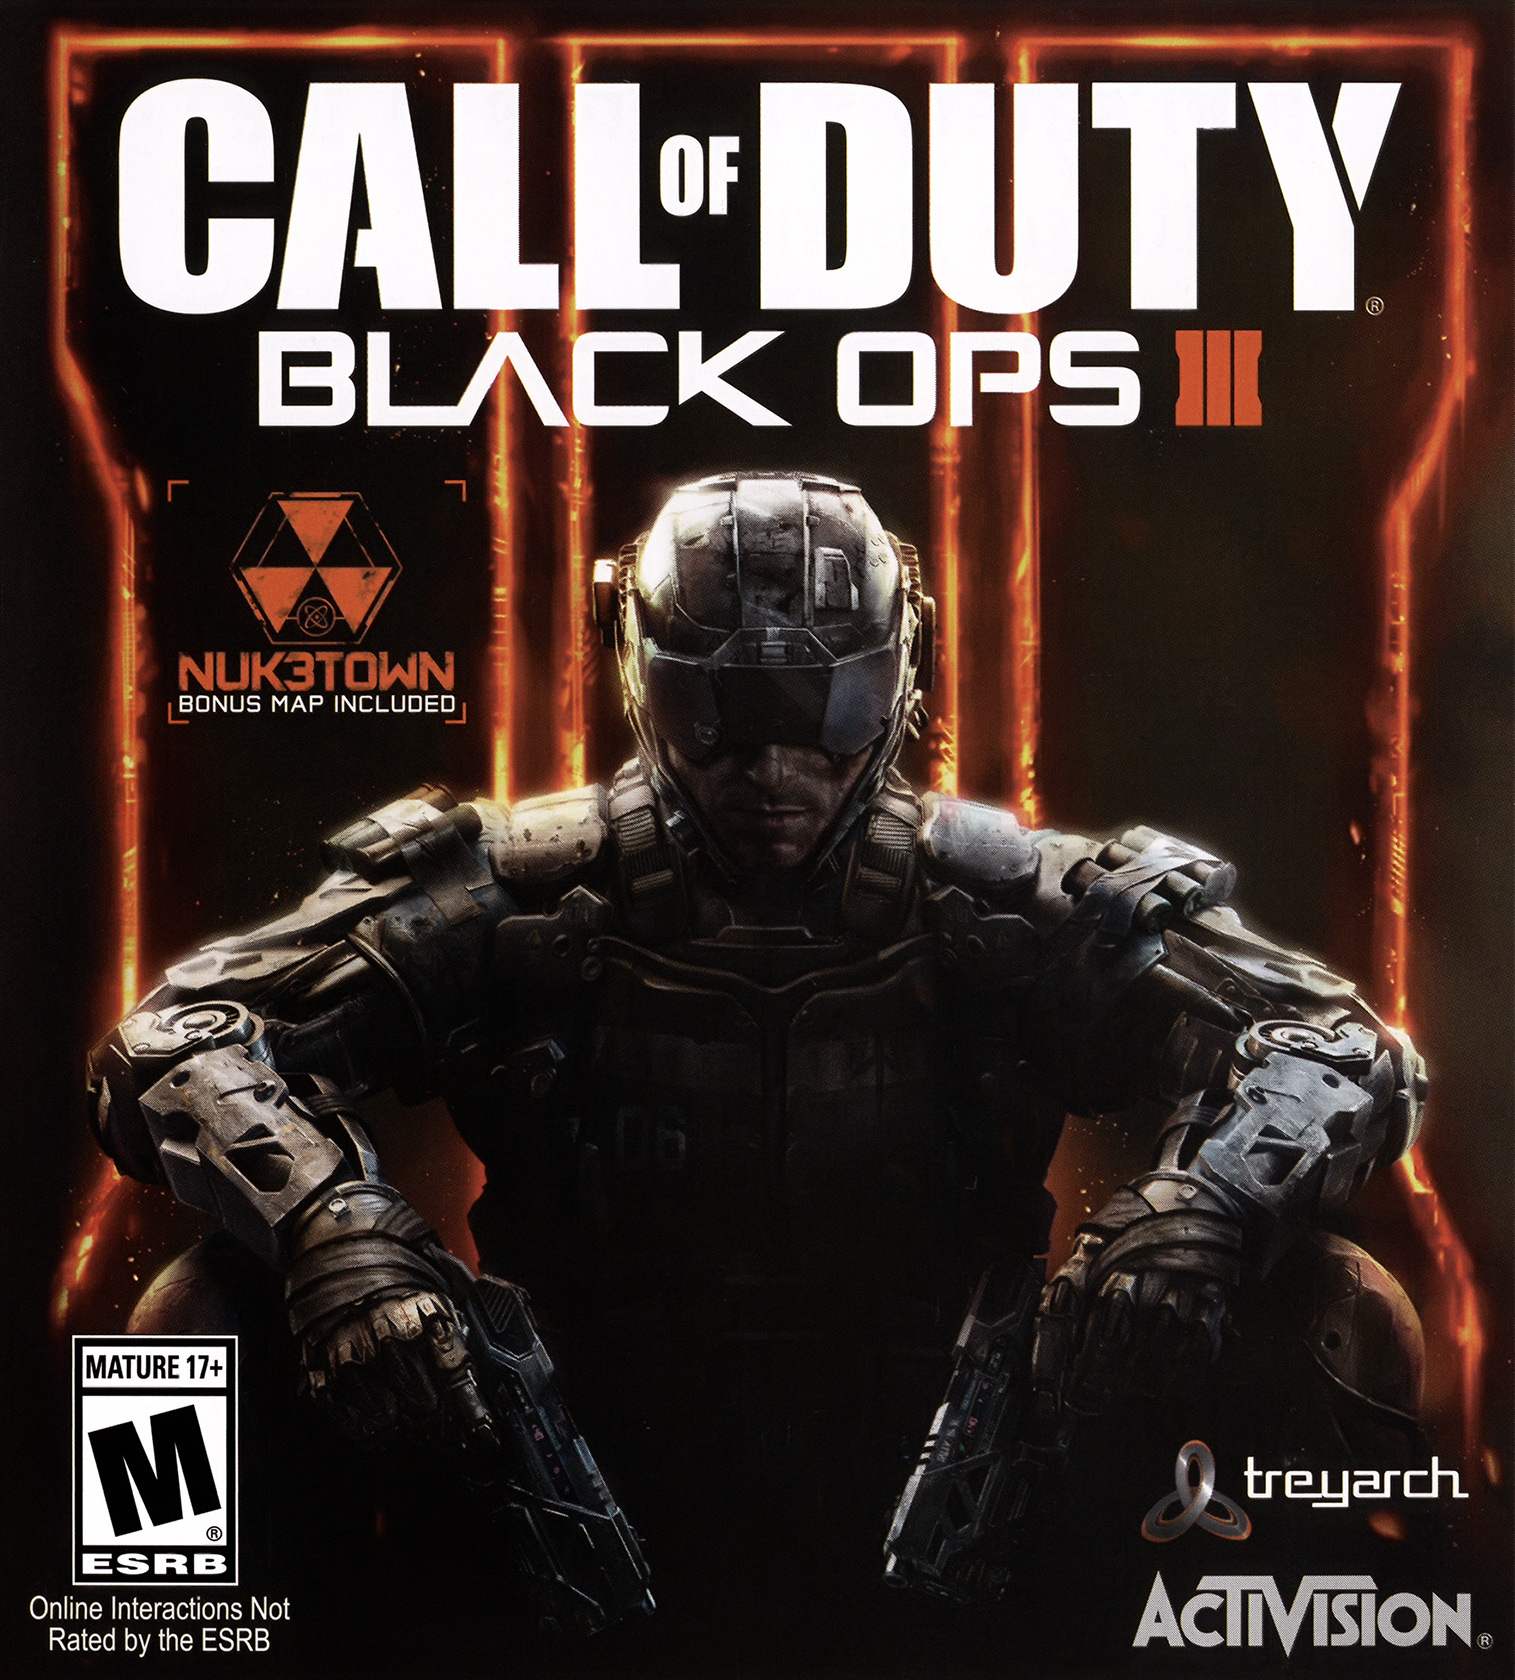 CALL OF DUTY®
BLACK OPS III
NUK3TOWN
BONUS MAP INCLUDED
06
MATURE 17+
M®
ESRB
Online Interactions Not
Rated by the ESRB
treyarch
ACTIVISION®